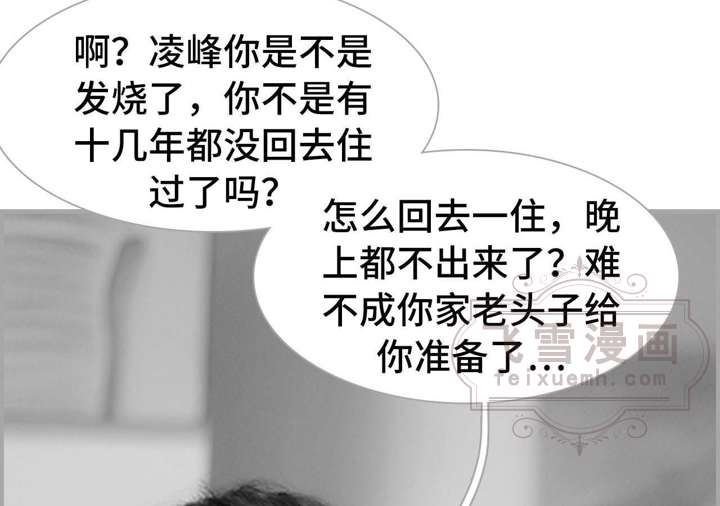 啊？凌峰你是不是
发烧了，你不是有
十几年都没回去住
过了吗？
怎么回去一住，晚
上都不出来了？难
不成你家老头子给
你准备了...
飞雪漫画
feixuemh.com